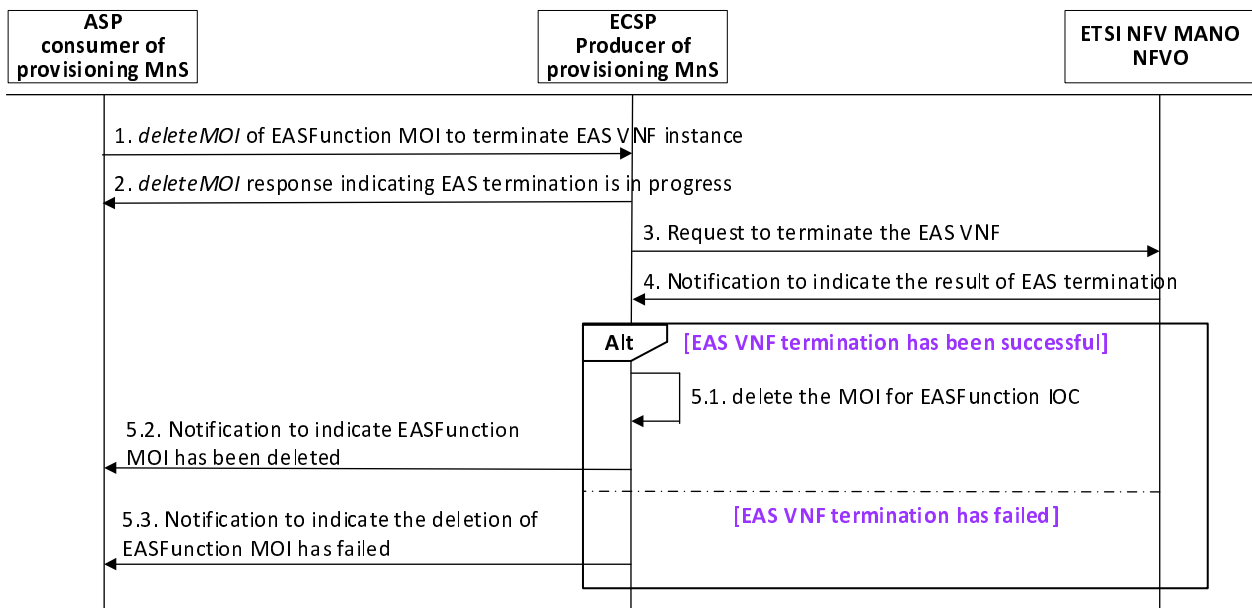 ASP
consumer of
provisioning MnS
ECSP
Producer of
provisioning MnS
ETSI NFV MANO
NFVO
1. deleteMOI of EASFunction MOI to terminate EAS VNF instance
2. deleteMOI response indicating EAS termination is in progress
3. Request to terminate the EAS VNF
4. Notification to indicate the result of EAS termination
Alt
[EAS VNF termination has been successful]
5.1. delete the MOI for EASFunction IOC
5.2. Notification to indicate EASFunction
MOI has been deleted
[EAS VNF termination has failed]
5.3. Notification to indicate the deletion of
EASFunction MOI has failed